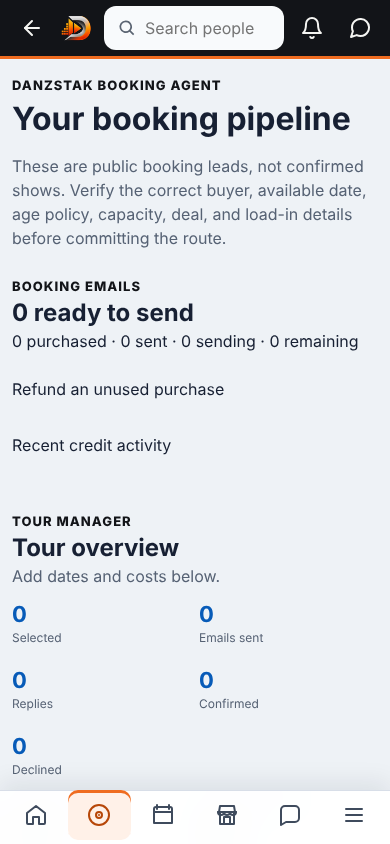 Search people
DANZSTAK BOOKING AGENT
Your booking pipeline
These are public booking leads, not confirmed
shows. Verify the correct buyer, available date,
age policy, capacity, deal, and load-in details
before committing the route.
BOOKING EMAILS
0 ready to send
0 purchased · 0 sent · 0 sending · 0 remaining
Refund an unused purchase
Recent credit activity
TOUR MANAGER
Tour overview
Add dates and costs below.
0 0
Selected Emails sent
0 0
Replies Confirmed
0
Declined